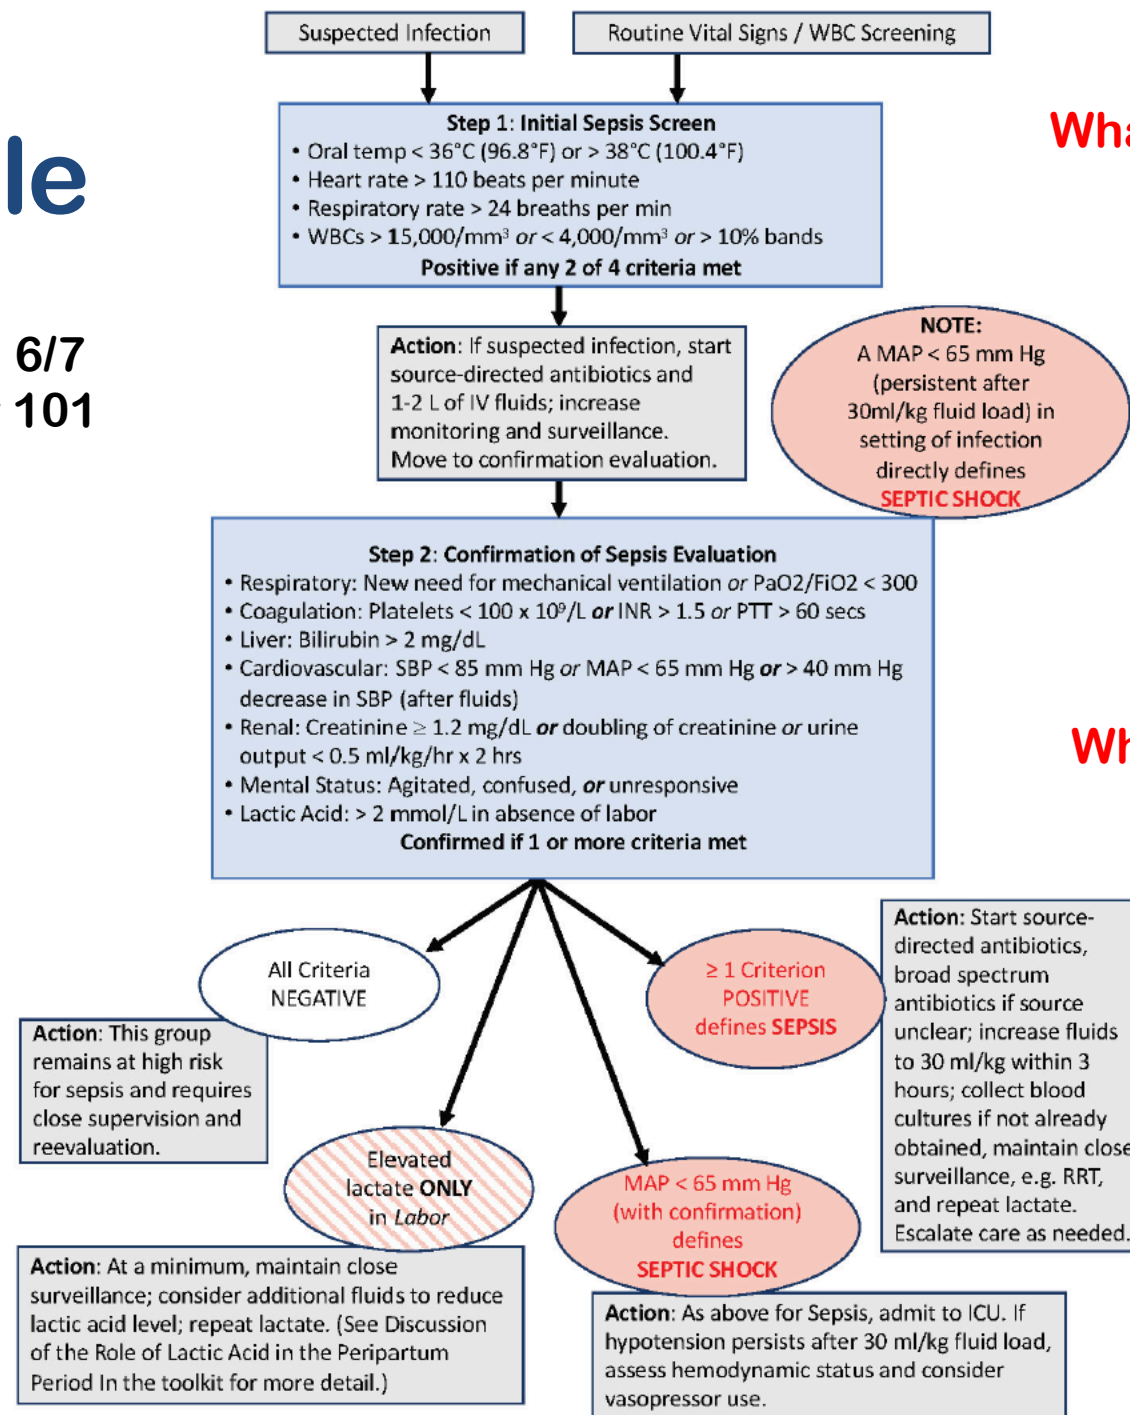 Suspected Infection
Routine Vital Signs / WBC Screening
Step 1: Initial Sepsis Screen
• Oral temp < 36°C (96.8°F) or > 38°C (100.4°F)
• Heart rate > 110 beats per minute
• Respiratory rate > 24 breaths per min
• WBCs > 15,000/mm³ or < 4,000/mm³ or > 10% bands
Positive if any 2 of 4 criteria met
Wha
le
6/7
101
Action: If suspected infection, start
source-directed antibiotics and
1-2 L of IV fluids; increase
monitoring and surveillance.
Move to confirmation evaluation.
NOTE:
A MAP < 65 mm Hg
(persistent after
30ml/kg fluid load) in
setting of infection
directly defines
SEPTIC SHOCK
Step 2: Confirmation of Sepsis Evaluation
• Respiratory: New need for mechanical ventilation or PaO2/FiO2 < 300
• Coagulation: Platelets < 100 x 10⁹/L or INR > 1.5 or PTT > 60 secs
• Liver: Bilirubin > 2 mg/dL
• Cardiovascular: SBP < 85 mm Hg or MAP < 65 mm Hg or > 40 mm Hg
decrease in SBP (after fluids)
• Renal: Creatinine ≥ 1.2 mg/dL or doubling of creatinine or urine
output < 0.5 ml/kg/hr x 2 hrs
• Mental Status: Agitated, confused, or unresponsive
• Lactic Acid: > 2 mmol/L in absence of labor
Confirmed if 1 or more criteria met
Wh
All Criteria
NEGATIVE
Action: This group
remains at high risk
for sepsis and requires
close supervision and
reevaluation.
≥ 1 Criterion
POSITIVE
defines SEPSIS
Action: Start source-
directed antibiotics,
broad spectrum
antibiotics if source
unclear; increase fluids
to 30 ml/kg within 3
hours; collect blood
cultures if not already
obtained, maintain close
surveillance, e.g. RRT,
and repeat lactate.
Escalate care as needed.
Elevated
lactate ONLY
in Labor
Action: At a minimum, maintain close
surveillance; consider additional fluids to reduce
lactic acid level; repeat lactate. (See Discussion
of the Role of Lactic Acid in the Peripartum
Period In the toolkit for more detail.)
MAP < 65 mm Hg
(with confirmation)
defines
SEPTIC SHOCK
Action: As above for Sepsis, admit to ICU. If
hypotension persists after 30 ml/kg fluid load,
assess hemodynamic status and consider
vasopressor use.